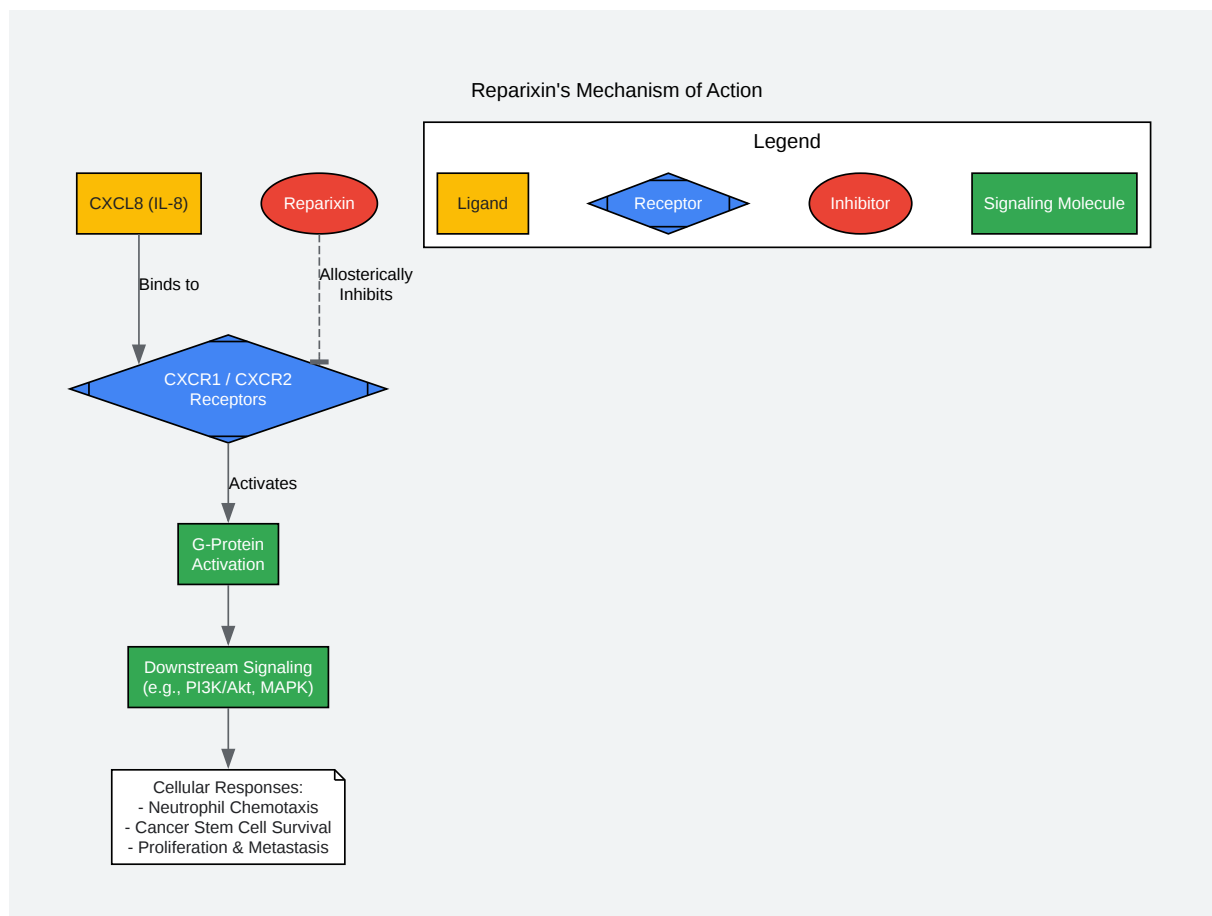 Reparixin's Mechanism of Action
Legend
Ligand
Receptor
Inhibitor
Signaling Molecule
CXCL8 (IL-8)
Reparixin
Binds to
Allosterically
Inhibits
CXCR1 / CXCR2
Receptors
Activates
G-Protein
Activation
Downstream Signaling
(e.g., PI3K/Akt, MAPK)
Cellular Responses:
- Neutrophil Chemotaxis
- Cancer Stem Cell Survival
- Proliferation & Metastasis